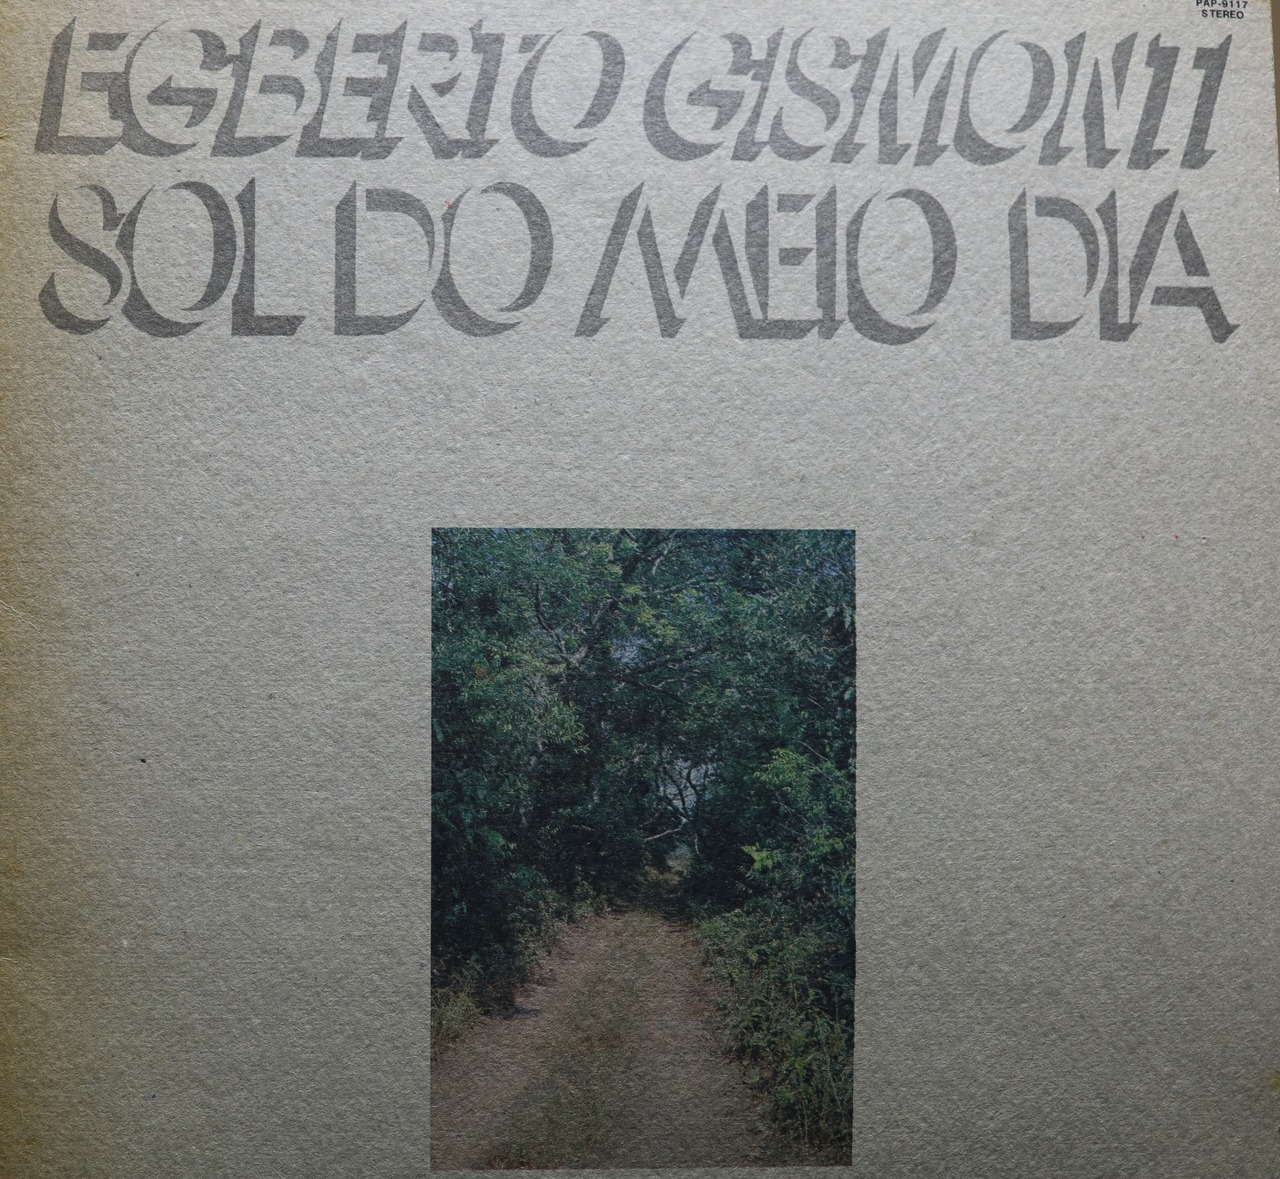 PAP-9117
STEREO
EGBERTO GISMONTI
SOL DO MEIO DIA